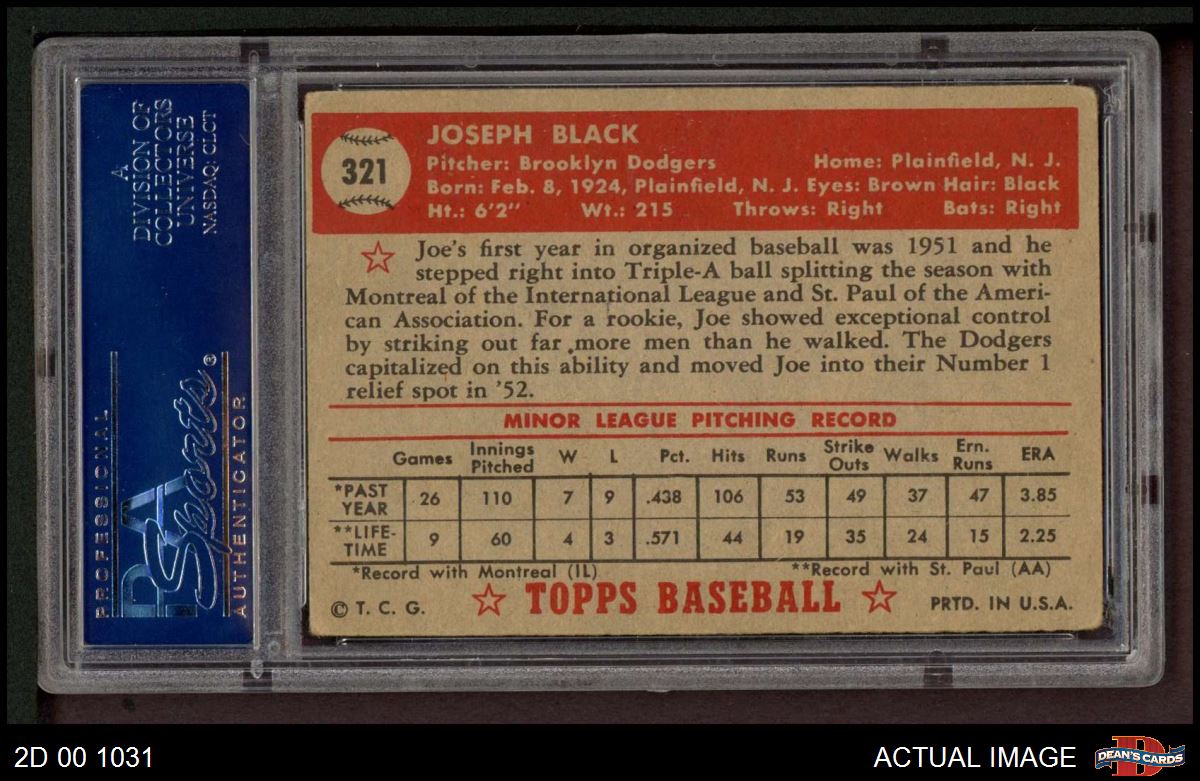 A
DIVISION OF
COLLECTORS
UNIVERSE
NASDAQ: CLCT
PROFESSIONAL
PSA
Sports®
AUTHENTICATOR
321
JOSEPH BLACK
Pitcher: Brooklyn Dodgers Home: Plainfield, N. J.
Born: Feb. 8, 1924, Plainfield, N. J. Eyes: Brown Hair: Black
Ht.: 6'2" Wt.: 215 Throws: Right Bats: Right
Joe's first year in organized baseball was 1951 and he
stepped right into Triple-A ball splitting the season with
Montreal of the International League and St. Paul of the Ameri-
can Association. For a rookie, Joe showed exceptional control
by striking out far more men than he walked. The Dodgers
capitalized on this ability and moved Joe into their Number 1
relief spot in '52.
MINOR LEAGUE PITCHING RECORD
Games Innings Pitched W L Pct. Hits Runs Strike Outs Walks Ern. Runs ERA
*PAST YEAR 26 110 7 9 .438 106 53 49 37 47 3.85
**LIFE-TIME 9 60 4 3 .571 44 19 35 24 15 2.25
*Record with Montreal (IL) **Record with St. Paul (AA)
© T. C. G. TOPPS BASEBALL PRTD. IN U.S.A.
2D 00 1031 ACTUAL IMAGE DEAN'S CARDS